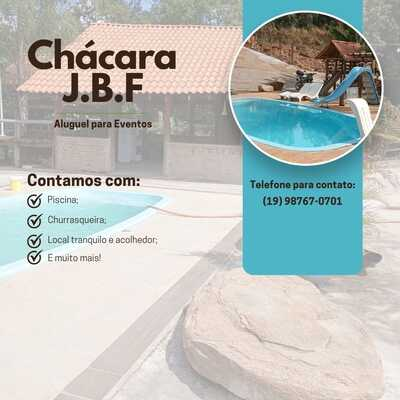 Chácara
J.B.F
Aluguel para Eventos
Contamos com:
Piscina;
Churrasqueira;
Local tranquilo e acolhedor;
E muito mais!
Telefone para contato:
(19) 98767-0701